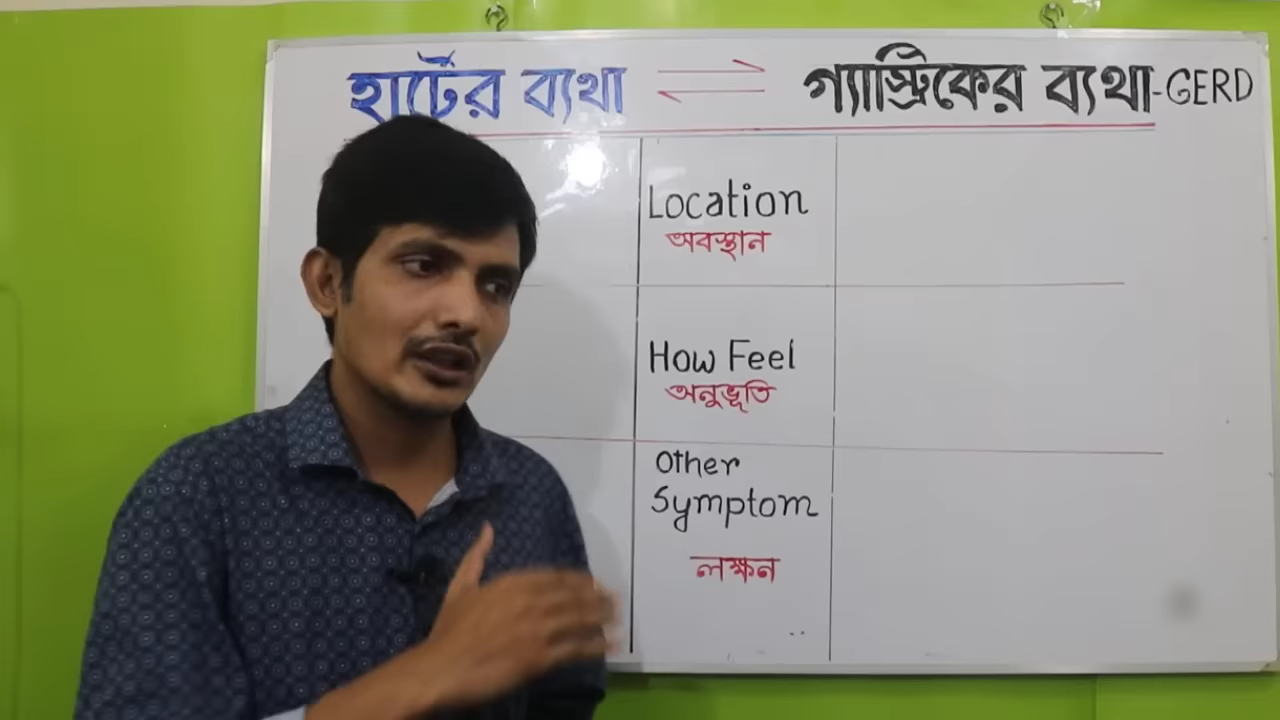 হার্টের ব্যথা গ্যাস্ট্রিকের ব্যথা-GERD
Location
অবস্থান
How Feel
অনুভূতি
Other
Symptom
লক্ষন